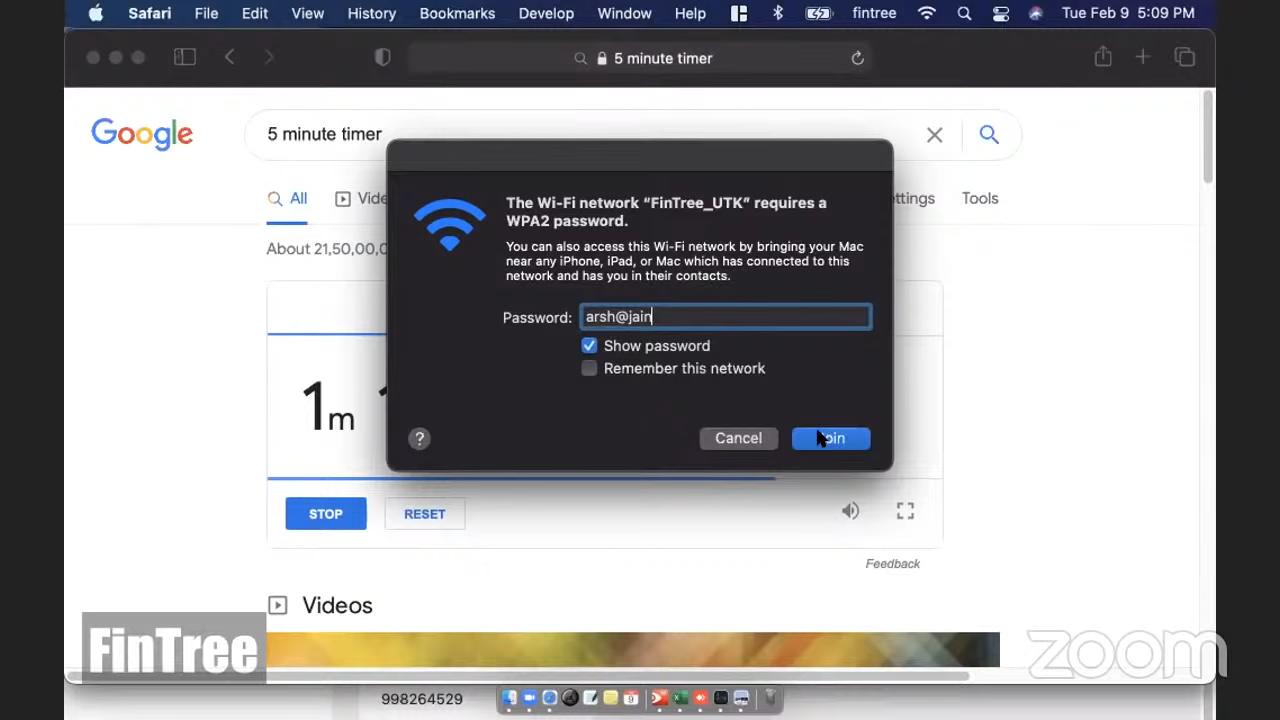 Safari File Edit View History Bookmarks Develop Window Help fintree Tue Feb 9 5:09 PM
5 minute timer
Google 5 minute timer
All Vide ttings Tools
About 21,50,00,0
The Wi-Fi network “FinTree_UTK” requires a
WPA2 password.
You can also access this Wi-Fi network by bringing your Mac
near any iPhone, iPad, or Mac which has connected to this
network and has you in their contacts.
Password: arsh@jain
Show password
Remember this network
1m
? Cancel
STOP RESET
Feedback
Videos
FinTree zoom
998264529